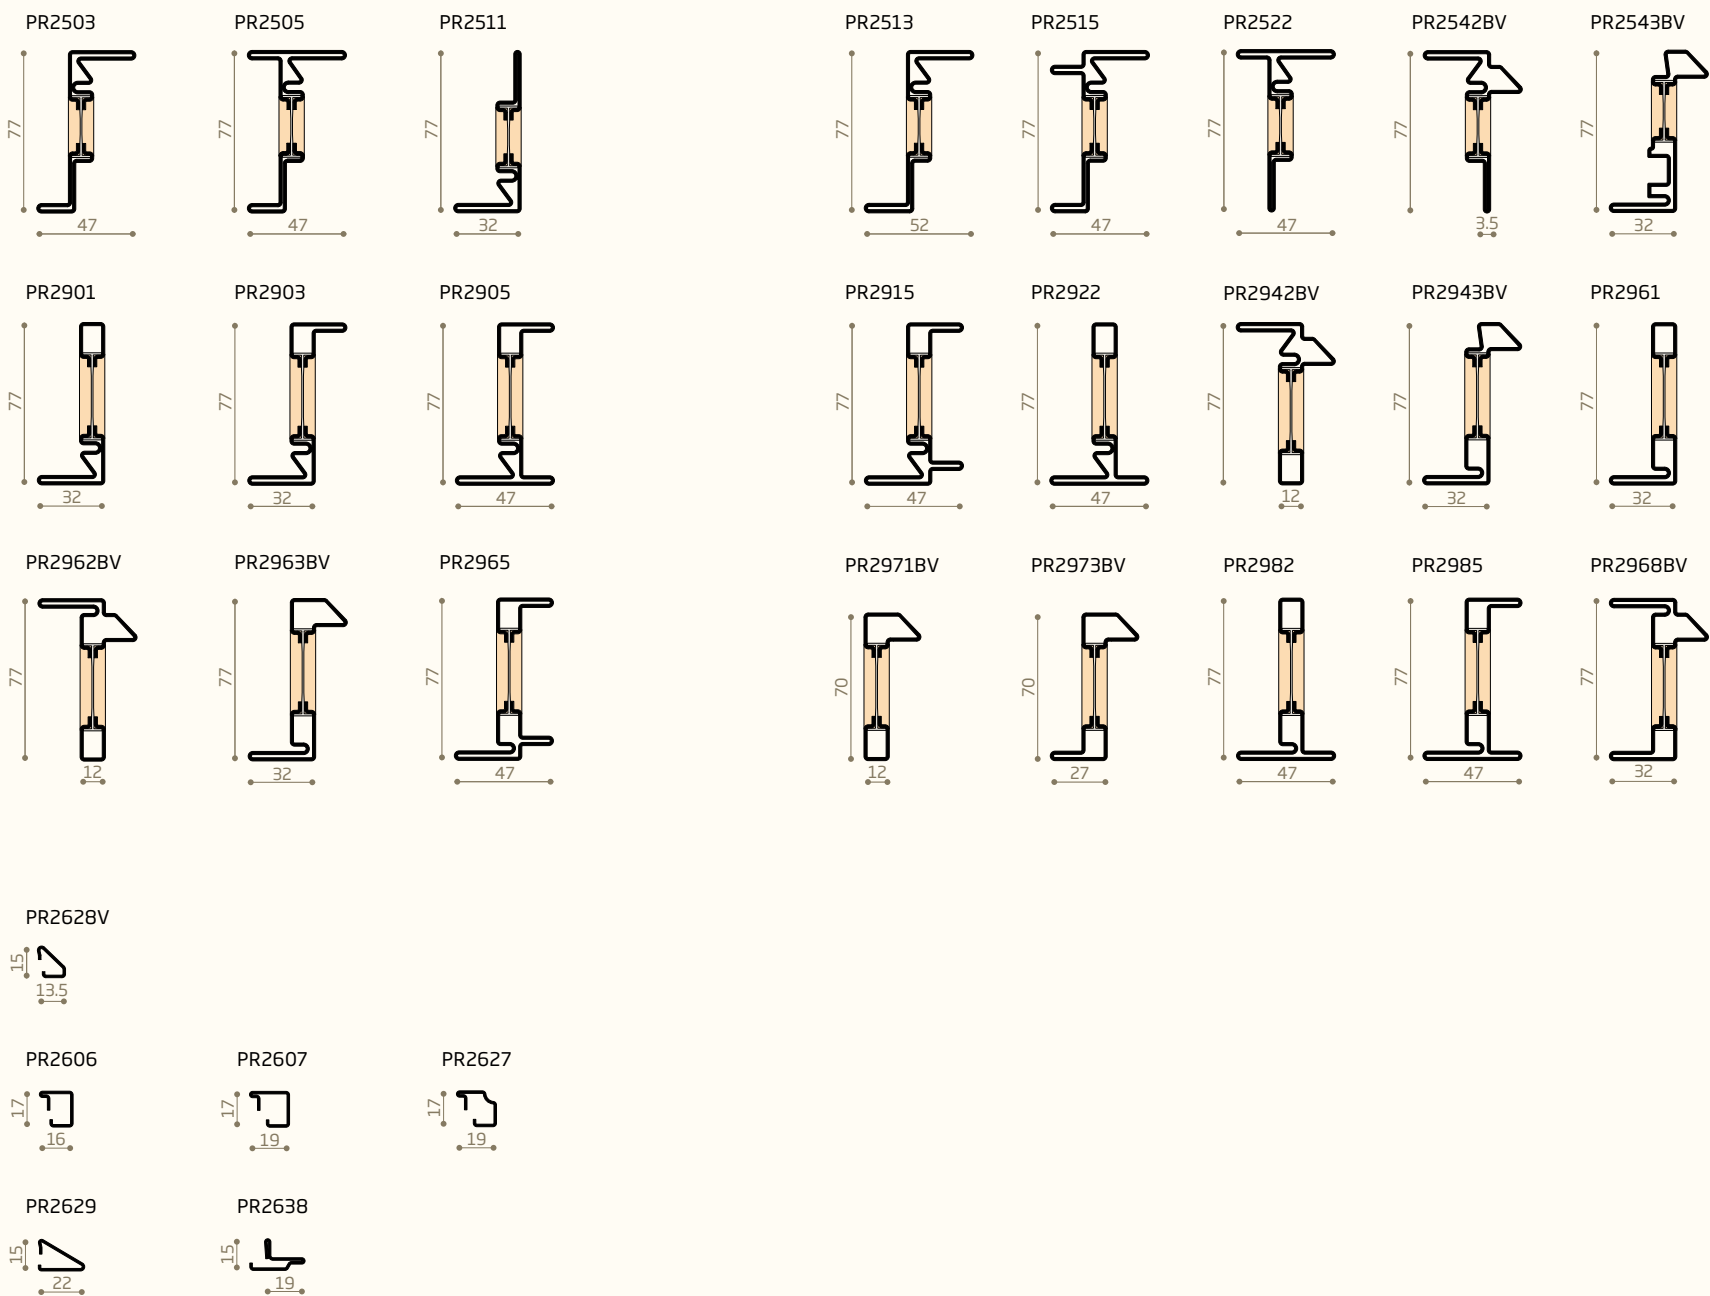 PR2503 PR2505 PR2511 PR2513 PR2515 PR2522 PR2542BV PR2543BV
77 77 77 77 77 77 77 77
47 47 32 52 47 47 3.5 32
PR2901 PR2903 PR2905 PR2915 PR2922 PR2942BV PR2943BV PR2961
77 77 77 77 77 77 77 77
32 32 47 47 47 12 32 32
PR2962BV PR2963BV PR2965 PR2971BV PR2973BV PR2982 PR2985 PR2968BV
77 77 77 70 70 77 77 77
12 32 47 12 27 47 47 32
PR2628V
15
13.5
PR2606 PR2607 PR2627
17 17 17
16 19 19
PR2629 PR2638
15 15
22 19